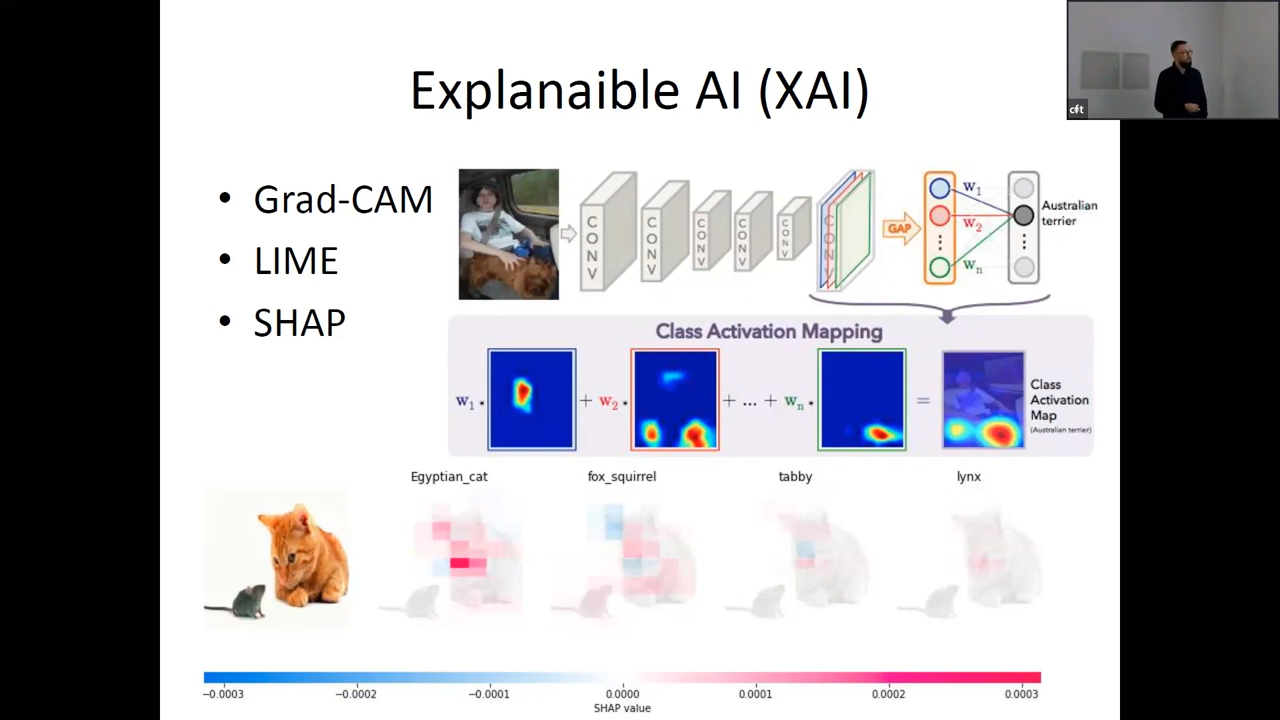 Explanaible AI (XAI)
cft
• Grad-CAM
• LIME
• SHAP
CONV
CONV
CONV
CONV
CONV
CONV
GAP
w1
w2
wn
Australian
terrier
Class Activation Mapping
w1 • + w2 • + ... + wn • =
Class
Activation
Map
(Australian terrier)
Egyptian_cat fox_squirrel tabby lynx
−0.0003 −0.0002 −0.0001 0.0000 0.0001 0.0002 0.0003
SHAP value